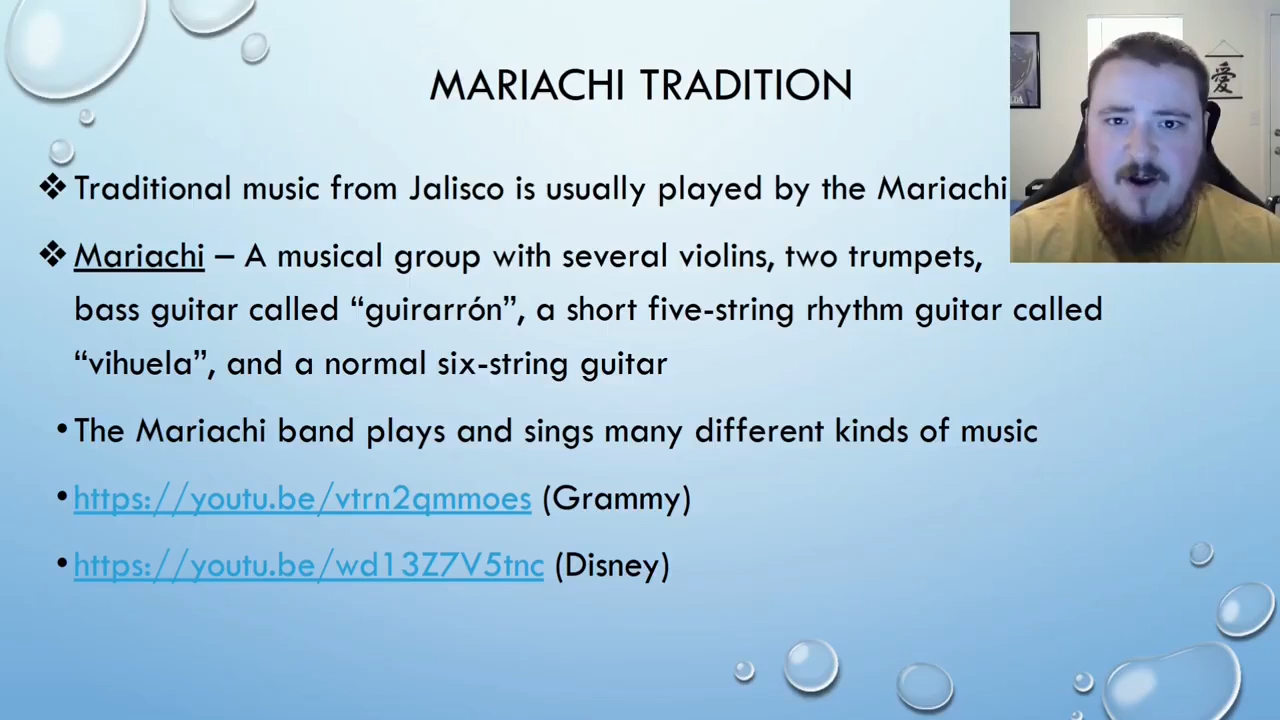 MARIACHI TRADITION
❖ Traditional music from Jalisco is usually played by the Mariachi
❖ Mariachi – A musical group with several violins, two trumpets,
bass guitar called “guirarrón”, a short five-string rhythm guitar called
“vihuela”, and a normal six-string guitar
• The Mariachi band plays and sings many different kinds of music
• https://youtu.be/vtrn2qmmoes (Grammy)
• https://youtu.be/wd13Z7V5tnc (Disney)
愛